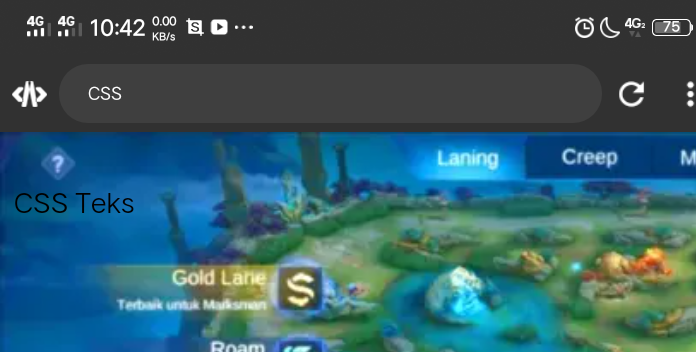 4G 4G 10:42 0.00 KB/s
4G2 75
CSS
Laning Creep M
CSS Teks
Gold Lane
Terbaik untuk Marksman
Roam